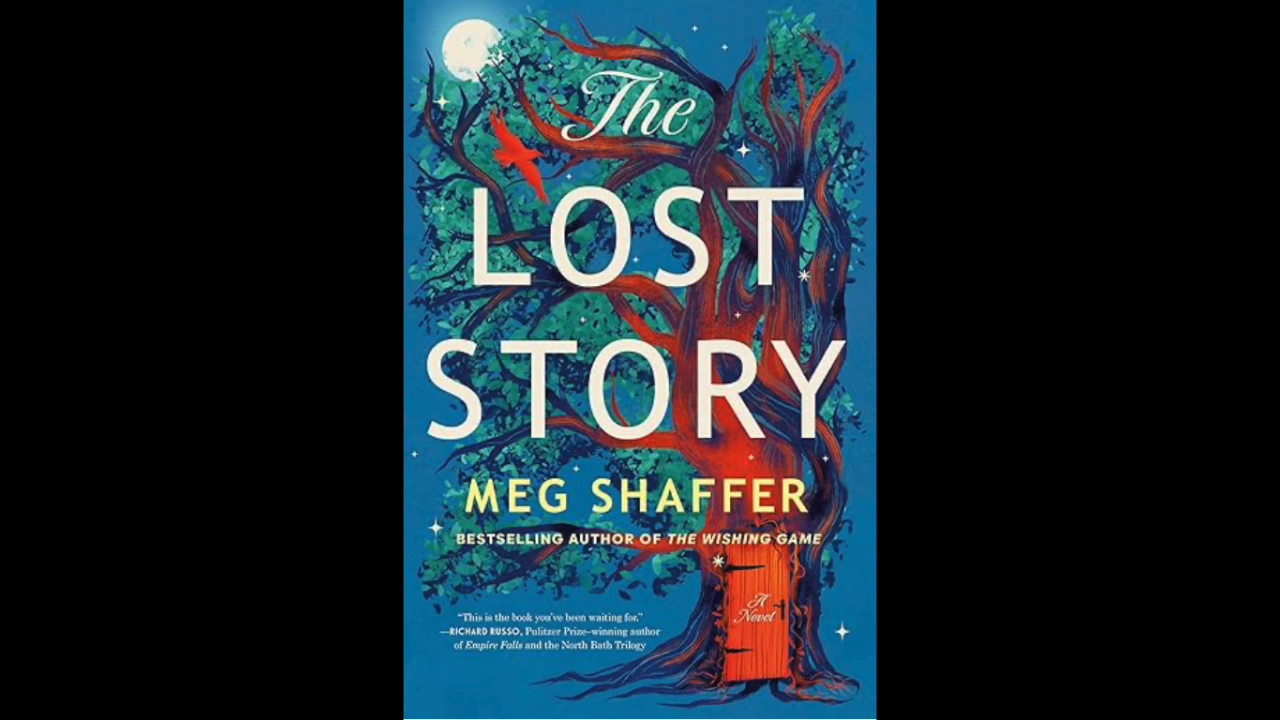 The
LOST
STORY
MEG SHAFFER
BESTSELLING AUTHOR OF THE WISHING GAME
A
Novel
“This is the book you’ve been waiting for.”
—RICHARD RUSSO, Pulitzer Prize–winning author
of Empire Falls and the North Bath Trilogy